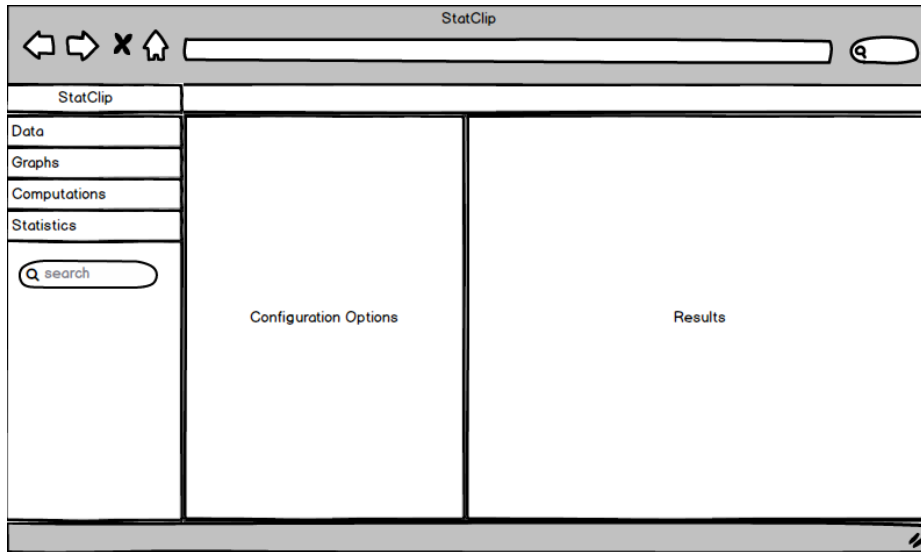 StatClip
StatClip
Data
Graphs
Computations
Statistics
search
Configuration Options
Results